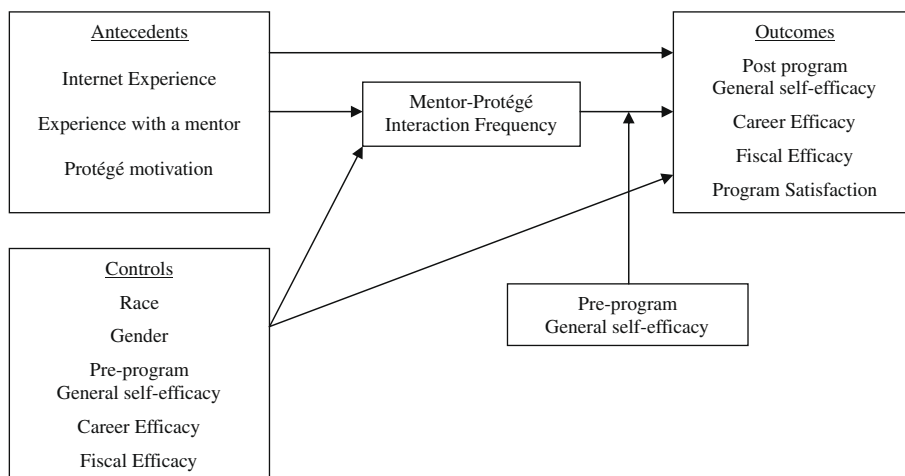 Antecedents
Internet Experience
Experience with a mentor
Protégé motivation
Mentor-Protégé
Interaction Frequency
Outcomes
Post program
General self-efficacy
Career Efficacy
Fiscal Efficacy
Program Satisfaction
Controls
Race
Gender
Pre-program
General self-efficacy
Career Efficacy
Fiscal Efficacy
Pre-program
General self-efficacy